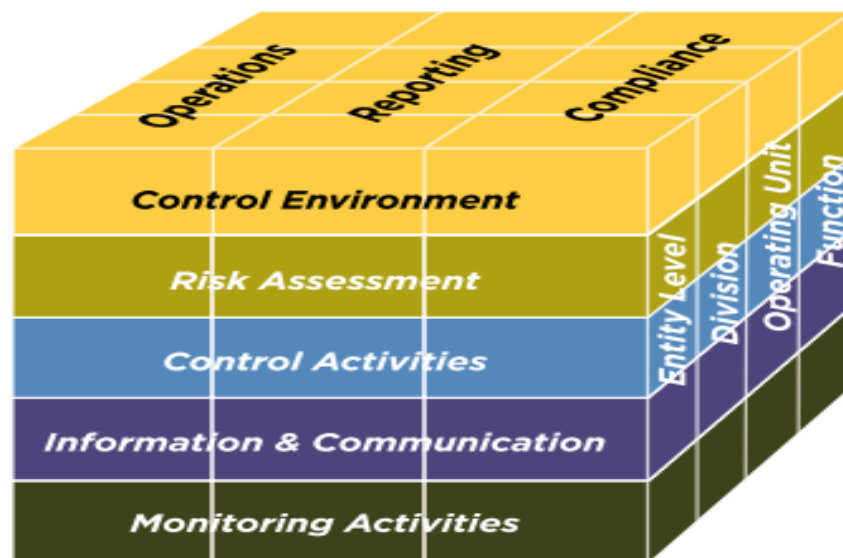 Operations
Reporting
Compliance
Control Environment
Risk Assessment
Control Activities
Information & Communication
Monitoring Activities
Entity Level
Division
Operating Unit
Function